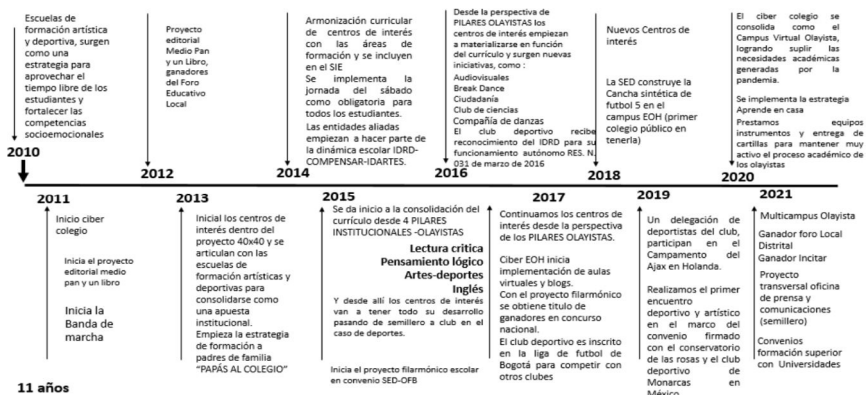 Escuelas de
formación artística
y deportiva, surgen
como una
estrategia para
aprovechar el
tiempo libre de los
estudiantes y
fortalecer las
competencias
socioemocionales
2010
Proyecto
editorial
Medio Pan
y un Libro,
ganadores
del Foro
Educativo
Local
2012
Armonización curricular
de centros de interés
con las áreas de
formación y se incluyen
en el SIE
Se implementa la
jornada del sábado
como obligatoria para
todos los estudiantes.
Las entidades aliadas
empiezan a hacer parte de
la dinámica escolar IDRD-
COMPENSAR-IDARTES.
2014
Desde la perspectiva de
PILARES OLAYISTAS los
centros de interés empiezan
a materializarse en función
del currículo y surgen nuevas
iniciativas, como :
Audiovisuales
Break Dance
Ciudadanía
Club de ciencias
Compañía de danzas
El club deportivo recibe
reconocimiento del IDRD para su
funcionamiento autónomo RES. N.
031 de marzo de 2016
2016
Nuevos Centros de
interés
La SED construye la
Cancha sintética de
futbol 5 en el
campus EOH (primer
colegio público en
tenerla)
2018
El ciber colegio se
consolida como el
Campus Virtual Olayista,
logrando suplir las
necesidades académicas
generadas por la
pandemia.
Se implementa la estrategia
Aprende en casa
Prestamos equipos
instrumentos y entrega de
cartillas para mantener muy
activo el proceso académico de
los olayistas
2020
2011
Inicio ciber
colegio
Inicia el proyecto
editorial medio
pan y un libro
Inicia la
Banda de
marcha
2013
Inicial los centros de
interés dentro del
proyecto 40x40 y se
articulan con las
escuelas de
formación artísticas y
deportivas para
consolidarse como
una apuesta
institucional.
Empieza la estrategia
de formación a
padres de familia
"PAPÁS AL COLEGIO"
2015
Se da inicio a la consolidación del
currículo desde 4 PILARES
INSTITUCIONALES -OLAYISTAS
Lectura critica
Pensamiento lógico
Artes-deportes
Inglés
Y desde allí los centros de interés
van a tener todo su desarrollo
pasando de semillero a club en el
caso de deportes.
Inicia el proyecto filarmónico escolar
en convenio SED-OFB
2017
Continuamos los centros de
interés desde la perspectiva
de los PILARES OLAYISTAS.
Ciber EOH inicia
implementación de aulas
virtuales y blogs.
Con el proyecto filarmónico
se obtiene titulo de
ganadores en concurso
nacional.
El club deportivo es inscrito
en la liga de futbol de
Bogotá para competir con
otros clubes
2019
Un delegación de
deportistas del club,
participan en el
Campamento del
Ajax en Holanda.
Realizamos el primer
encuentro
deportivo y artístico
en el marco del
convenio firmado
con el conservatorio
de las rosas y el club
deportivo de
Monarcas en
México
2021
Multicampus Olayista
Ganador foro Local
Distrital
Ganador Incitar
Proyecto
transversal oficina
de prensa y
comunicaciones
(semillero)
Convenios
formación superior
con Universidades
11 años